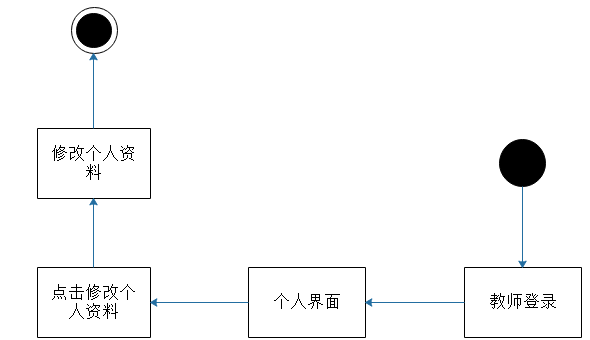 修改个人资
料
点击修改个
人资料
个人界面
教师登录